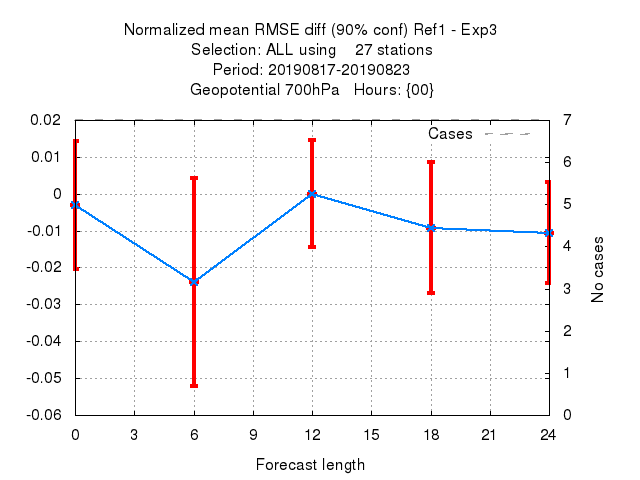 Normalized mean RMSE diff (90% conf) Ref1 - Exp3
Selection: ALL using    27 stations
Period: 20190817-20190823
Geopotential 700hPa   Hours: {00}
Cases
0.02
0.01
0
-0.01
-0.02
-0.03
-0.04
-0.05
-0.06
7
6
5
4
3
2
1
0
No cases
0 3 6 9 12 15 18 21 24
Forecast length